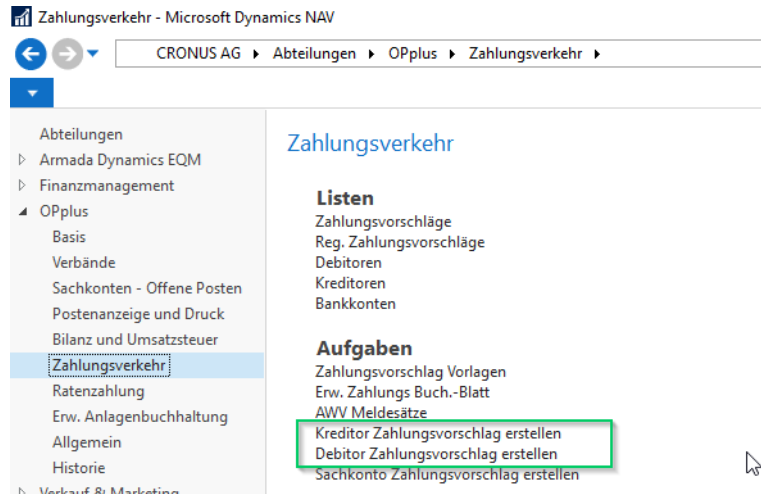 Zahlungsverkehr - Microsoft Dynamics NAV
CRONUS AG ▸ Abteilungen ▸ OPplus ▸ Zahlungsverkehr ▸
Abteilungen
Armada Dynamics EQM
Finanzmanagement
OPplus
Basis
Verbände
Sachkonten - Offene Posten
Postenanzeige und Druck
Bilanz und Umsatzsteuer
Zahlungsverkehr
Ratenzahlung
Erw. Anlagenbuchhaltung
Allgemein
Historie
Verkauf & Marketing
Zahlungsverkehr
Listen
Zahlungsvorschläge
Reg. Zahlungsvorschläge
Debitoren
Kreditoren
Bankkonten
Aufgaben
Zahlungsvorschlag Vorlagen
Erw. Zahlungs Buch.-Blatt
AWV Meldesätze
Kreditor Zahlungsvorschlag erstellen
Debitor Zahlungsvorschlag erstellen
Sachkonto Zahlungsvorschlag erstellen